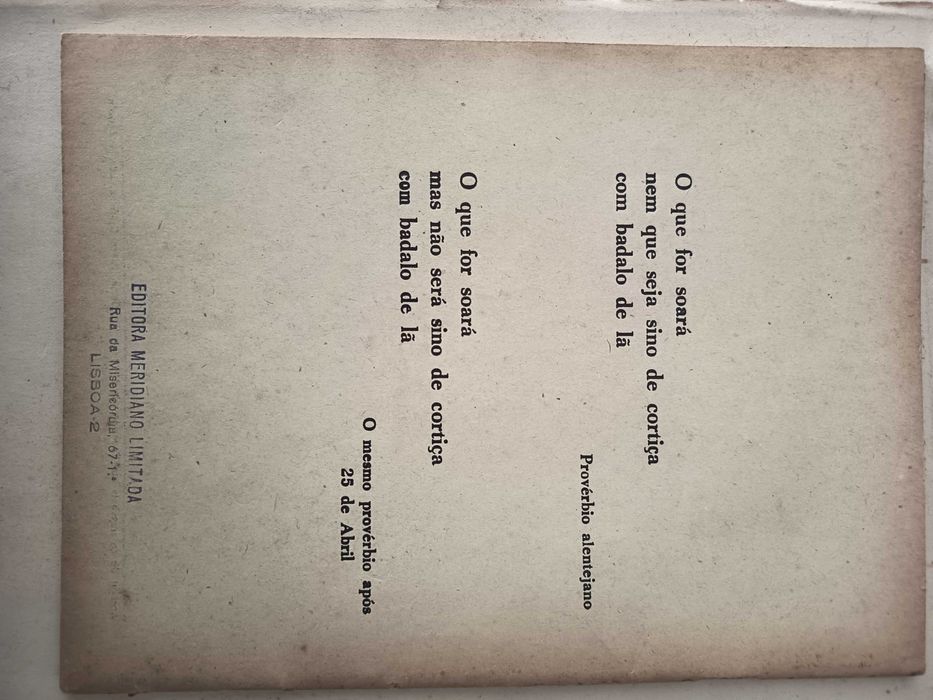 O que for soará
nem que seja sino de cortiça
com badalo de lã
Provérbio alentejano
O que for soará
mas não será sino de cortiça
com badalo de lã
O mesmo provérbio após
25 de Abril
EDITORA MERIDIANO LIMITADA
Rua da Misericórdia, 67-1.º
LISBOA-2